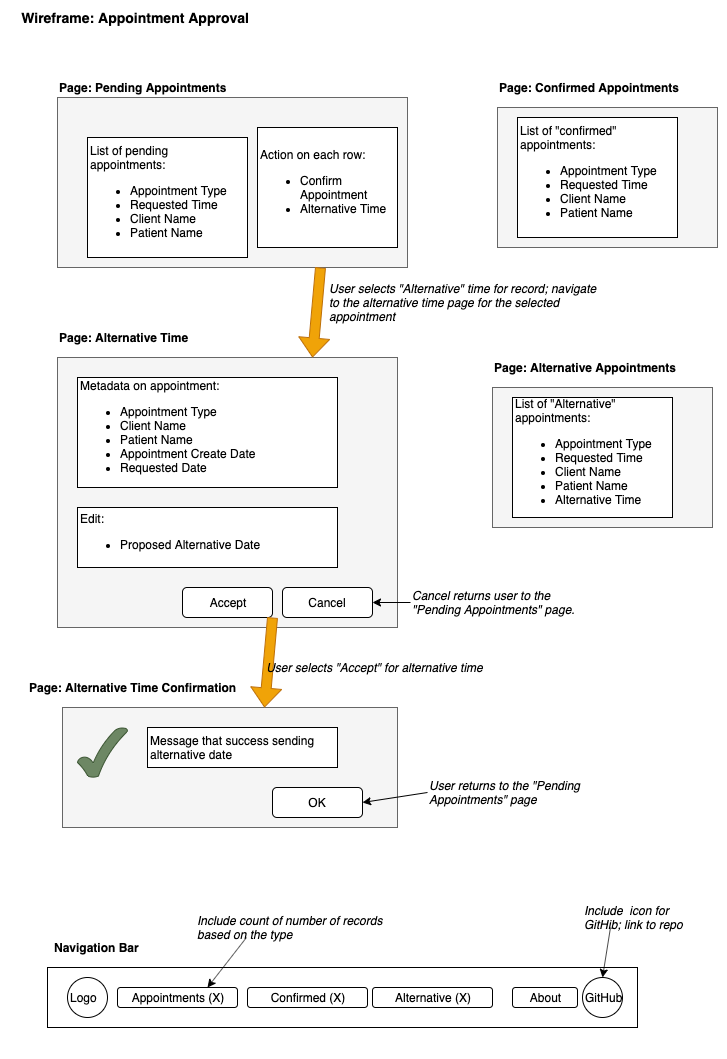 Wireframe: Appointment Approval
Page: Pending Appointments
List of pending
appointments:
Appointment Type
Requested Time
Client Name
Patient Name
Action on each row:
Confirm
Appointment
Alternative Time
Page: Confirmed Appointments
List of "confirmed"
appointments:
Appointment Type
Requested Time
Client Name
Patient Name
User selects "Alternative" time for record; navigate
to the alternative time page for the selected
appointment
Page: Alternative Time
Metadata on appointment:
Appointment Type
Client Name
Patient Name
Appointment Create Date
Requested Date
Edit:
Proposed Alternative Date
Accept
Cancel
Cancel returns user to the
"Pending Appointments" page.
Page: Alternative Appointments
List of "Alternative"
appointments:
Appointment Type
Requested Time
Client Name
Patient Name
Alternative Time
User selects "Accept" for alternative time
Page: Alternative Time Confirmation
Message that success sending
alternative date
OK
User returns to the "Pending
Appointments" page
Include count of number of records
based on the type
Include icon for
GitHib; link to repo
Navigation Bar
Logo
Appointments (X)
Confirmed (X)
Alternative (X)
About
GitHub